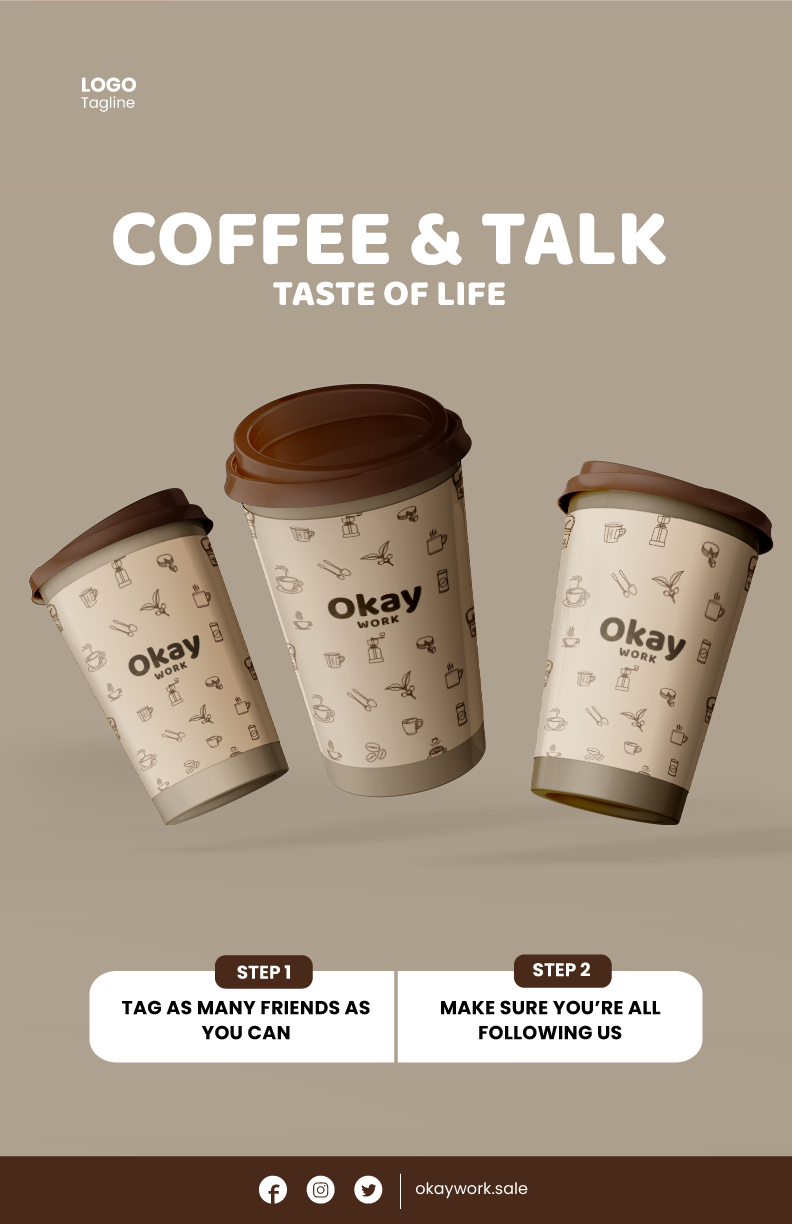 LOGO
Tagline
COFFEE & TALK
TASTE OF LIFE
Okay
WORK
Okay
WORK
Okay
WORK
STEP 1
TAG AS MANY FRIENDS AS
YOU CAN
STEP 2
MAKE SURE YOU’RE ALL
FOLLOWING US
okaywork.sale